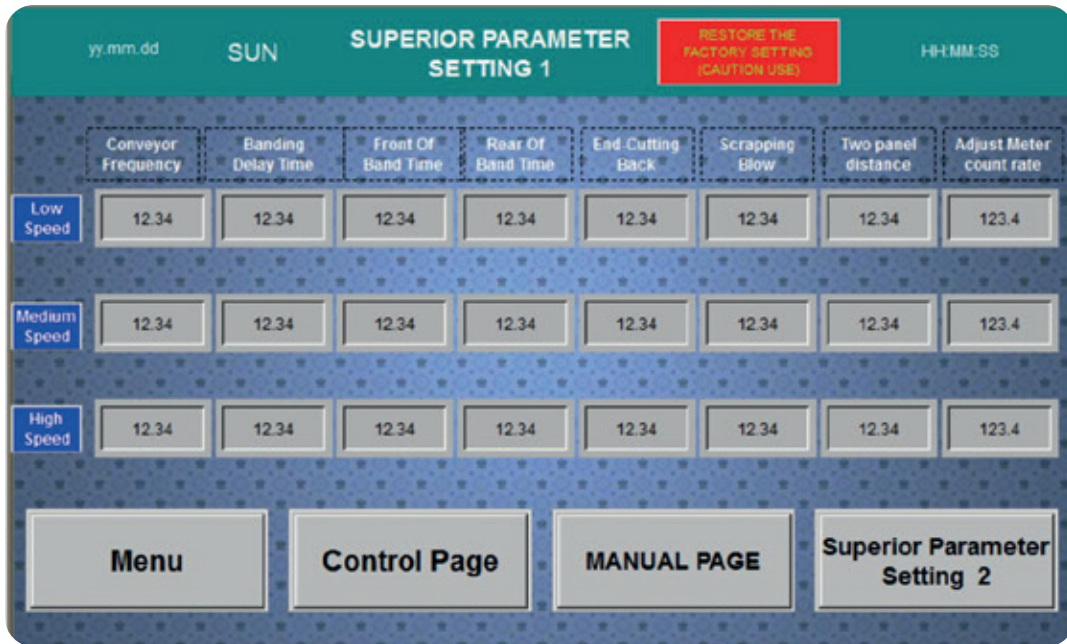 yy.mm.dd
SUN
SUPERIOR PARAMETER
SETTING 1
RESTORE THE
FACTORY SETTING
(CAUTION USE)
HH:MM:SS
Conveyor
Frequency
Banding
Delay Time
Front Of
Band Time
Rear Of
Band Time
End-Cutting
Back
Scrapping
Blow
Two panel
distance
Adjust Meter
count rate
Low
Speed
12.34
12.34
12.34
12.34
12.34
12.34
12.34
123.4
Medium
Speed
12.34
12.34
12.34
12.34
12.34
12.34
12.34
123.4
High
Speed
12.34
12.34
12.34
12.34
12.34
12.34
12.34
123.4
Menu
Control Page
MANUAL PAGE
Superior Parameter
Setting 2